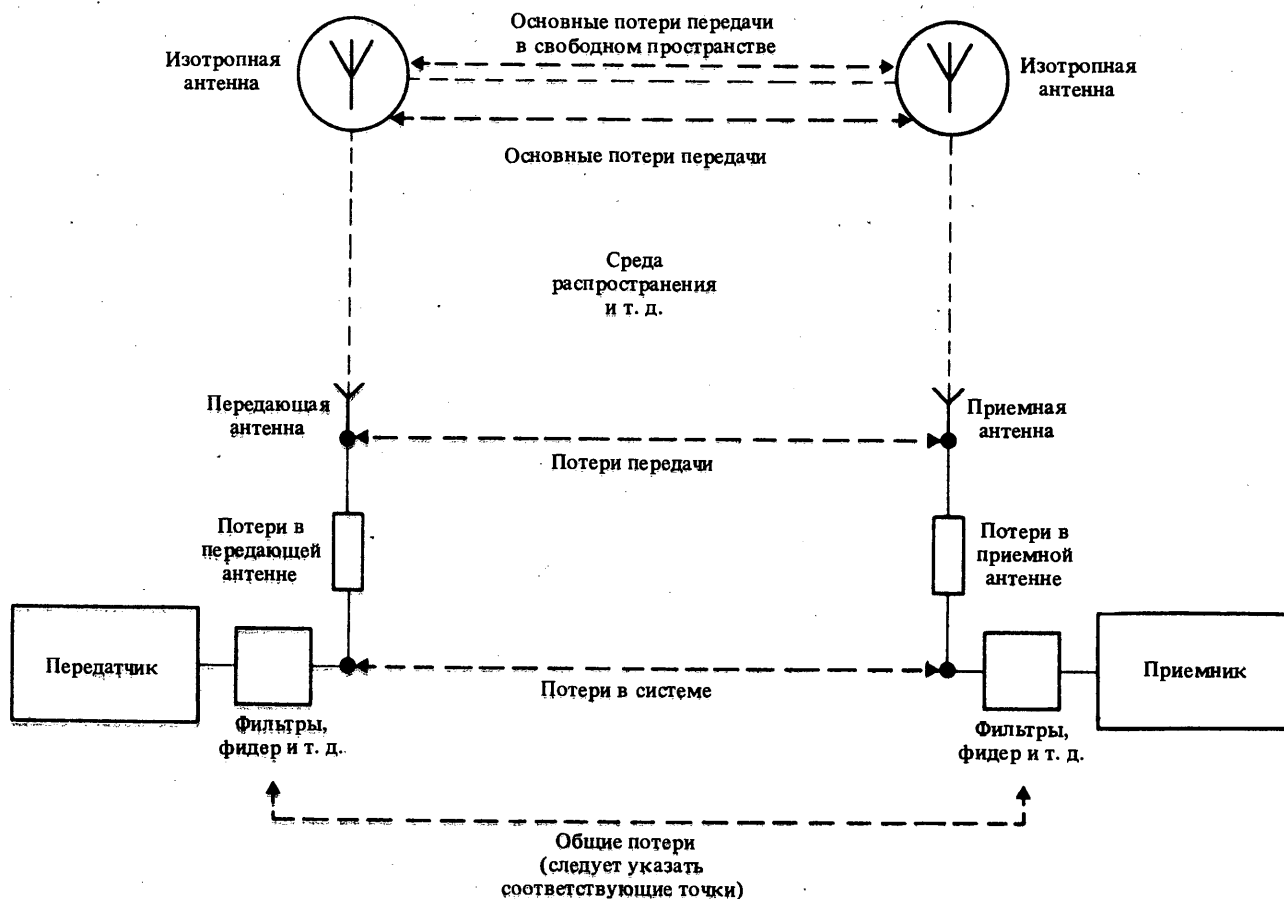 Основные потери передачи
в свободном пространстве
Изотропная
антенна
Изотропная
антенна
Основные потери передачи
Среда
распространения
и т. д.
Передающая
антенна
Приемная
антенна
Потери передачи
Потери в
передающей
антенне
Потери в
приемной
антенне
Передатчик
Приемник
Потери в системе
Фильтры,
фидер и т. д.
Фильтры,
фидер и т. д.
Общие потери
(следует указать
соответствующие точки)